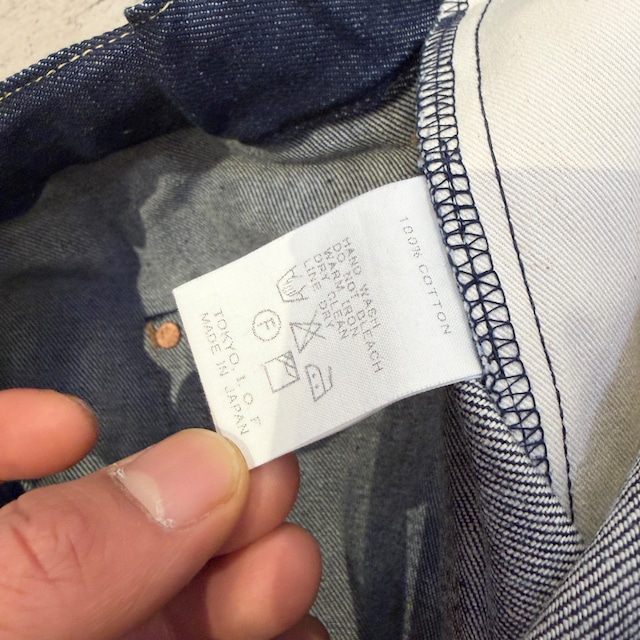 100% COTTON
HAND WASH
DO NOT BLEACH
WARM IRON
DRY CLEAN
LINE DRY
F
TOKYO, I. O. F
MADE IN JAPAN